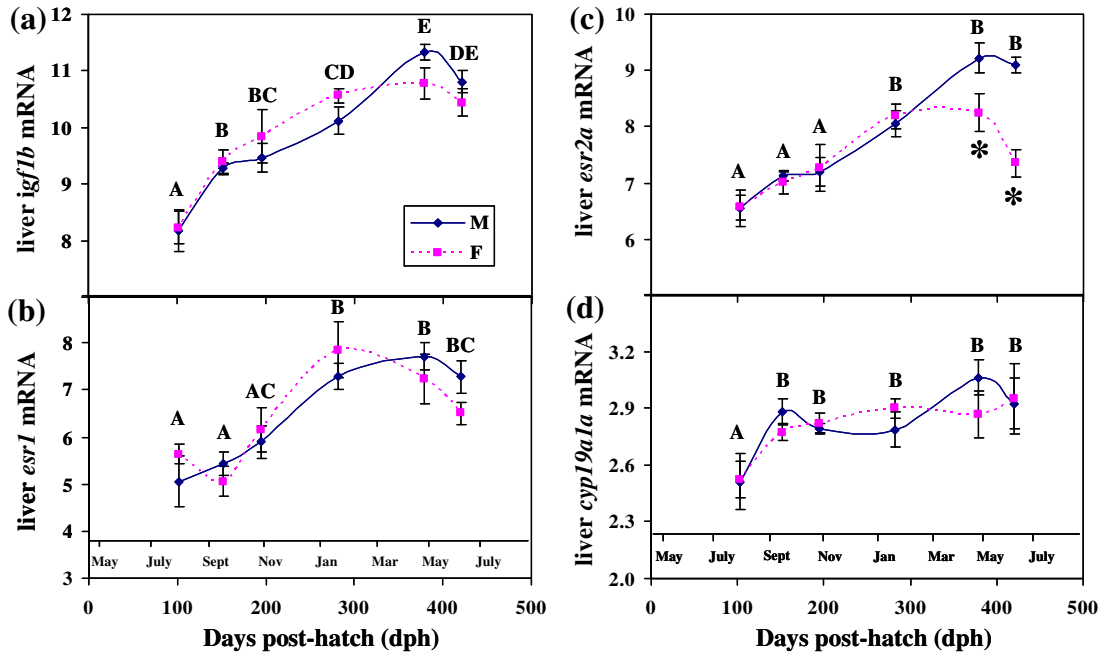 (a)
liver igf1b mRNA
12
11
10
9
8
A
B
BC
CD
E
DE
M
F
(b)
liver esr1 mRNA
8
7
6
5
4
3
A
A
AC
B
B
BC
May July Sept Nov Jan Mar May July
0 100 200 300 400 500
Days post-hatch (dph)
(c)
liver esr2a mRNA
10
9
8
7
6
A
A
A
B
B
B
*
*
(d)
liver cyp19a1a mRNA
3.2
2.9
2.6
2.3
2.0
A
B
B
B
B
B
May July Sept Nov Jan Mar May July
0 100 200 300 400 500
Days post-hatch (dph)